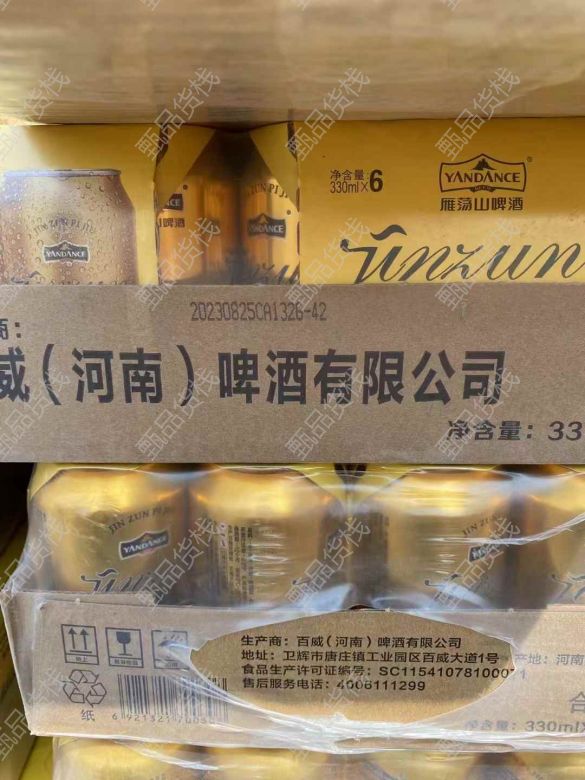 净含量:
330ml×6
YANDANCE
雁荡山啤酒
JIN ZUN PI JIU
YANDANCE
Jinzun
20230825CA1326-42
商:
威(河南)啤酒有限公司
净含量: 33
JIN ZUN PI JIU
YANDANCE
YANDANCE
生产商: 百威(河南)啤酒有限公司
地址: 卫辉市唐庄镇工业园区百威大道1号
食品生产许可证编号: SC11541078100071
售后服务电话: 4008111299
产地: 河南
纸
330ml×
甄品货栈